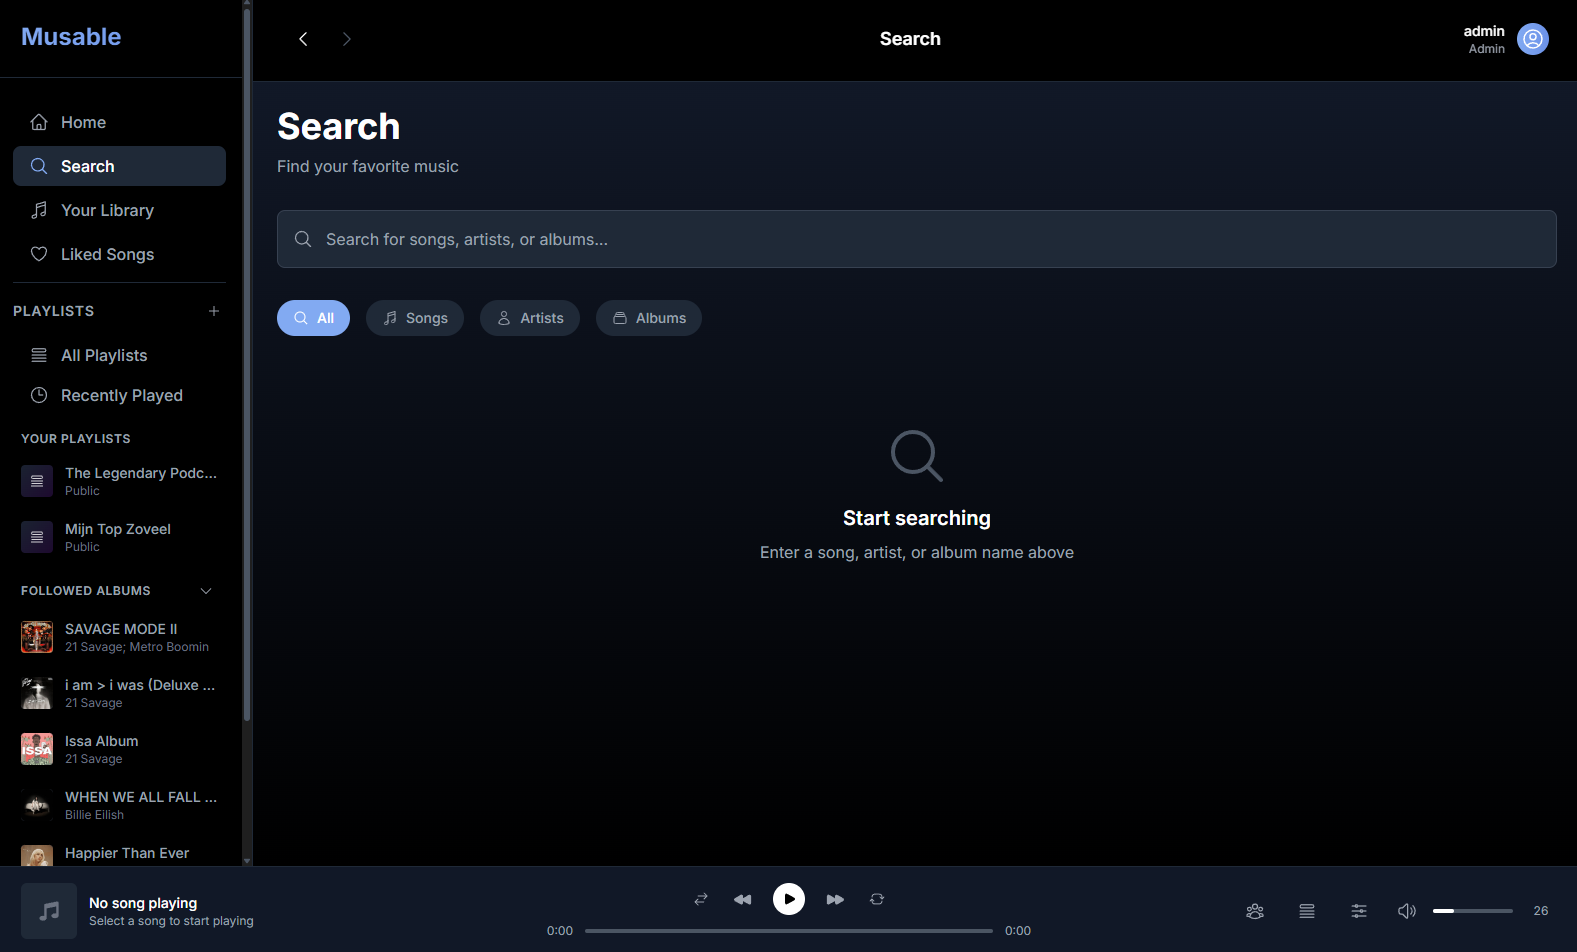 Musable
Home
Search
Your Library
Liked Songs
PLAYLISTS
All Playlists
Recently Played
YOUR PLAYLISTS
The Legendary Podc...
Public
Mijn Top Zoveel
Public
FOLLOWED ALBUMS
SAVAGE MODE II
21 Savage; Metro Boomin
i am > i was (Deluxe ...
21 Savage
ISSA
Issa Album
21 Savage
WHEN WE ALL FALL ...
Billie Eilish
Happier Than Ever
Search
admin
Admin
Search
Find your favorite music
Search for songs, artists, or albums...
All
Songs
Artists
Albums
Start searching
Enter a song, artist, or album name above
No song playing
Select a song to start playing
0:00
0:00
26